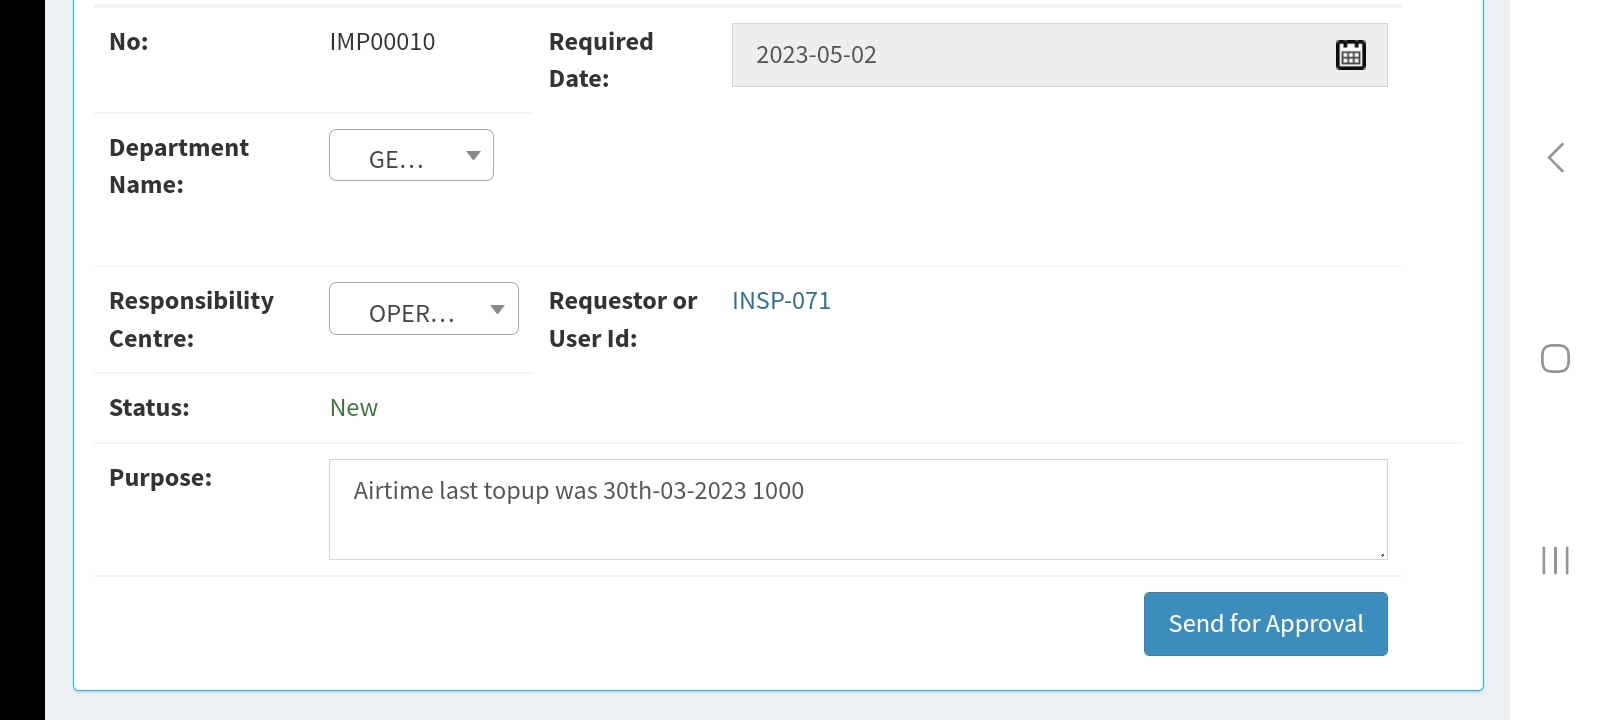 No: IMP00010 Required Date: 2023-05-02
Department Name: GE...
Responsibility Centre: OPER... Requestor or User Id: INSP-071
Status: New
Purpose: Airtime last topup was 30th-03-2023 1000
Send for Approval